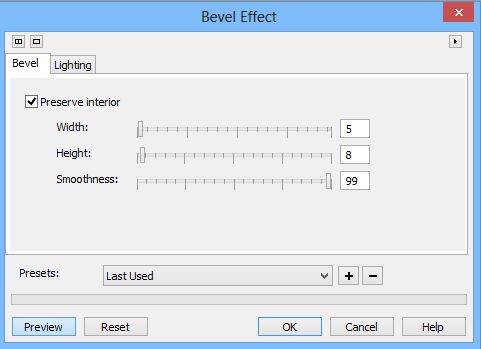 Bevel Effect
Bevel Lighting
Preserve interior
Width: 5
Height: 8
Smoothness: 99
Presets: Last Used
Preview Reset OK Cancel Help